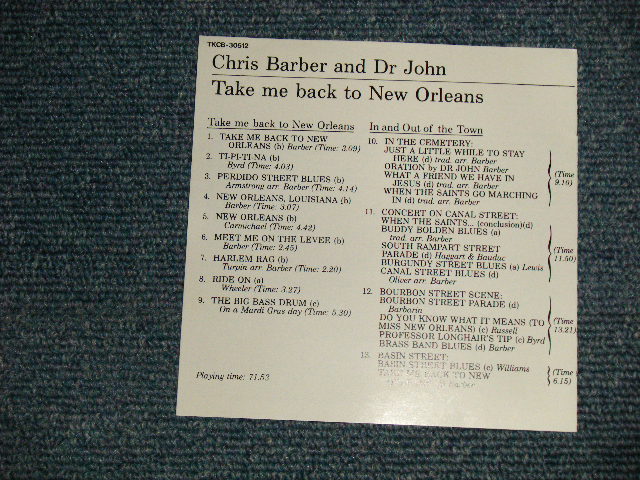 TKCB-30512
Chris Barber and Dr John
Take me back to New Orleans
Take me back to New Orleans
1. TAKE ME BACK TO NEW
ORLEANS (b) Barber (Time: 3.09)
2. TI-PI-TI NA (b)
Byrd (Time: 4.03)
3. PERDIDO STREET BLUES (b)
Armstrong arr. Barber (Time: 4.14)
4. NEW ORLEANS, LOUISIANA (b)
Barber (Time: 3.07)
5. NEW ORLEANS (b)
Carmichael (Time: 4.42)
6. MEET ME ON THE LEVEE (b)
Barber (Time: 2.45)
7. HARLEM RAG (b)
Turpin arr. Barber (Time: 2.20)
8. RIDE ON (a)
Wheeler (Time: 3.27)
9. THE BIG BASS DRUM (c)
On a Mardi Gras day (Time: 5.30)
Playing time: 71.53
In and Out of the Town
10. IN THE CEMETERY:
JUST A LITTLE WHILE TO STAY
HERE (d) trad. arr. Barber
ORATION by DR JOHN Barber
WHAT A FRIEND WE HAVE IN
JESUS (d) trad. arr. Barber
WHEN THE SAINTS GO MARCHING
IN (d) trad. arr. Barber
(Time
9.10)
11. CONCERT ON CANAL STREET:
WHEN THE SAINTS... (conclusion)(d)
BUDDY BOLDEN BLUES (a)
trad. arr. Barber
SOUTH RAMPART STREET
PARADE (d) Haggart & Bauduc
BURGUNDY STREET BLUES (a) Lewis
CANAL STREET BLUES (d)
Oliver arr. Barber
(Time
11.50)
12. BOURBON STREET SCENE:
BOURBON STREET PARADE (d)
Barbarin
DO YOU KNOW WHAT IT MEANS (TO
MISS NEW ORLEANS) (c) Russell
PROFESSOR LONGHAIR'S TIP (c) Byrd
BRASS BAND BLUES (d) Barber
(Time
13.21)
13. BASIN STREET:
BASIN STREET BLUES (c) Williams
TAKE ME BACK TO NEW
Barber
(Time
6.15)